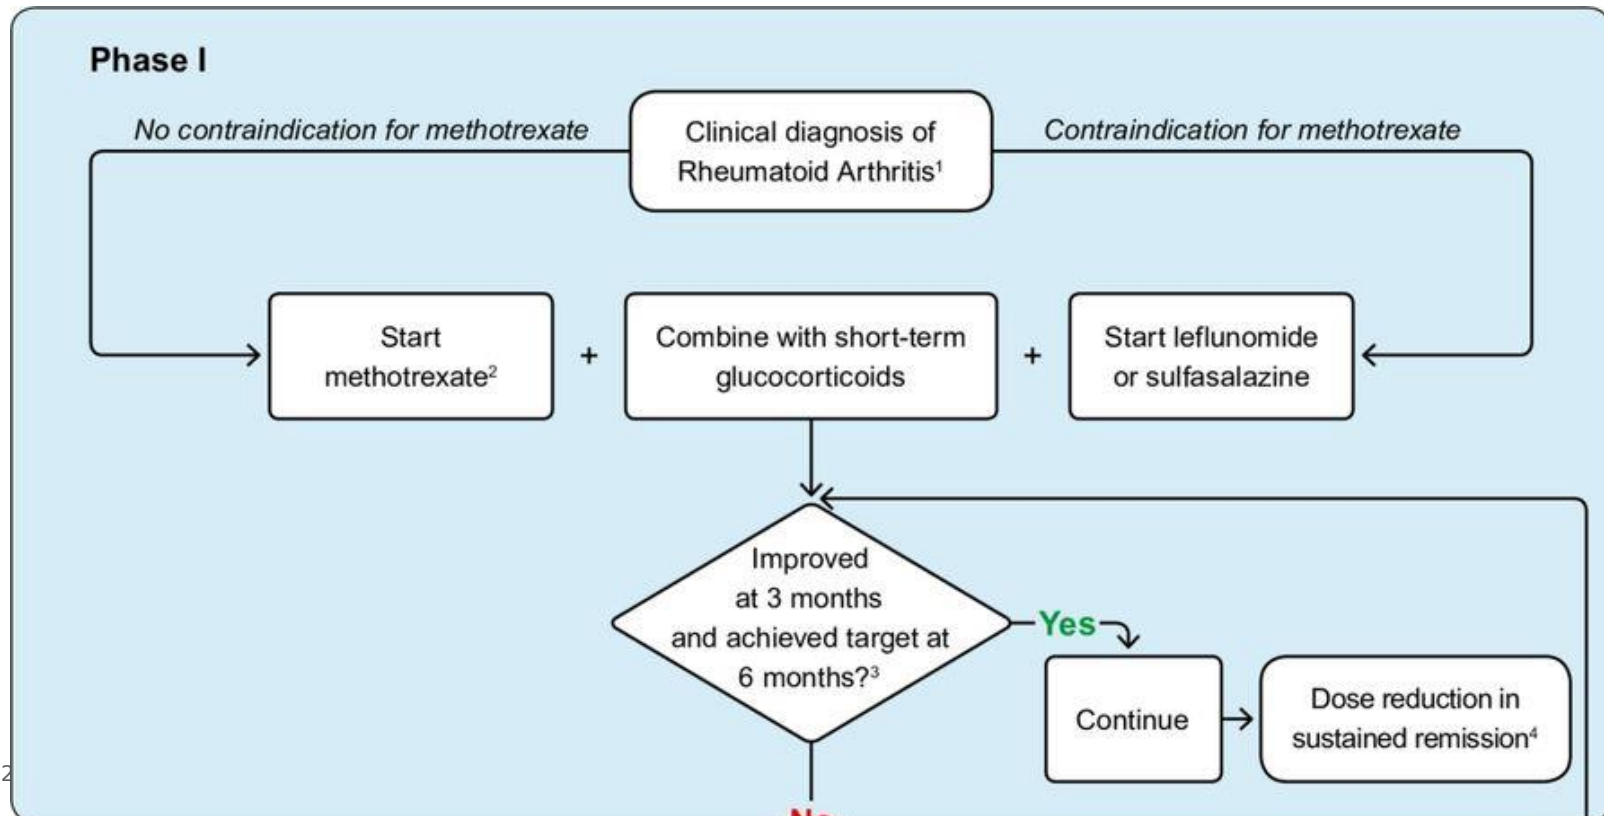 Phase I
No contraindication for methotrexate
Clinical diagnosis of
Rheumatoid Arthritis¹
Contraindication for methotrexate
Start
methotrexate²
+
Combine with short-term
glucocorticoids
+
Start leflunomide
or sulfasalazine
Improved
at 3 months
and achieved target at
6 months?³
Yes
Continue
Dose reduction in
sustained remission⁴
2
No